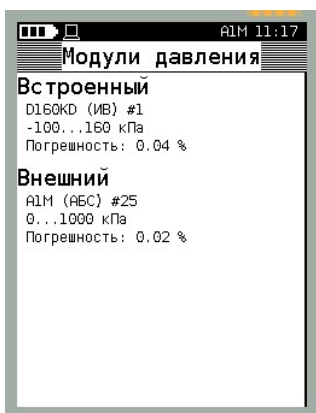 A1M 11:17
Модули давления
Встроенный
D160KD (ИВ) #1
-100...160 кПа
Погрешность: 0.04 %
Внешний
A1M (АБС) #25
0...1000 кПа
Погрешность: 0.02 %